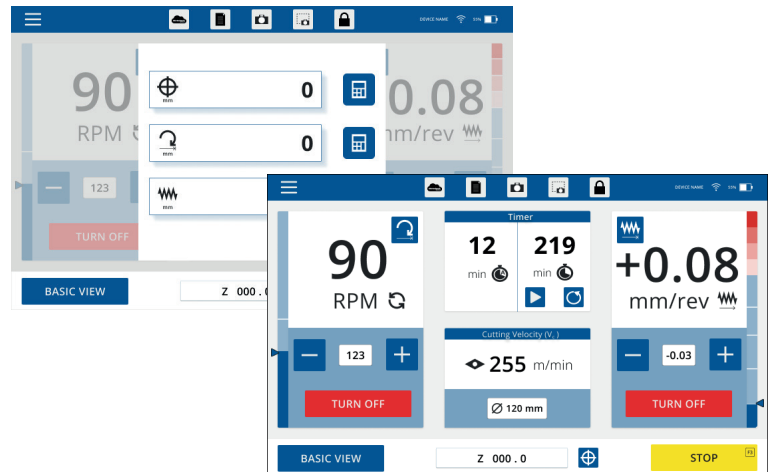 DEVICE NAME 51%
90
0.08
RPM
mm/rev
mm 0
mm 0
mm
123
TURN OFF
BASIC VIEW
Z 000.0
DEVICE NAME 51%
90
RPM
123
TURN OFF
Timer
12
min
219
min
Cutting Velocity (V, )
255 m/min
Ø 120 mm
+0.08
mm/rev
-0.03
TURN OFF
BASIC VIEW
Z 000.0
STOP
F3